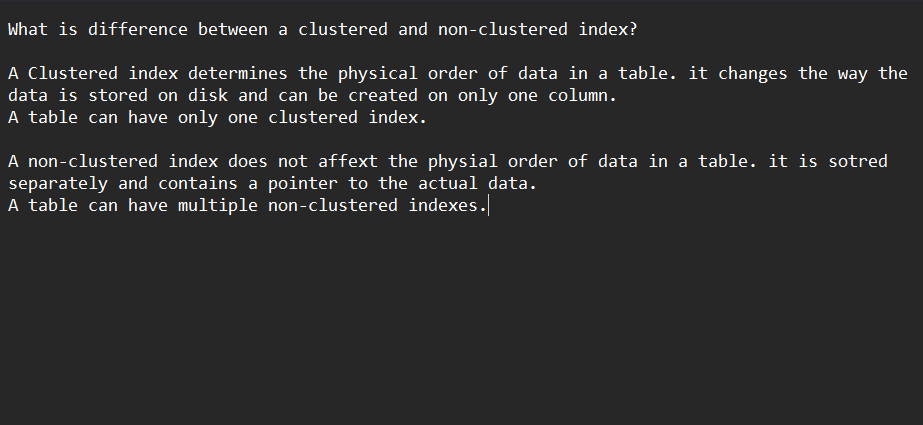 What is difference between a clustered and non-clustered index?
A Clustered index determines the physical order of data in a table. it changes the way the
data is stored on disk and can be created on only one column.
A table can have only one clustered index.
A non-clustered index does not affext the physial order of data in a table. it is sotred
separately and contains a pointer to the actual data.
A table can have multiple non-clustered indexes.